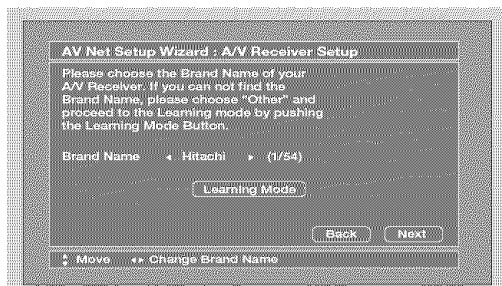 AV Net Setup Wizard : A/V Receiver Setup
Please choose the Brand Name of your
A/V Receiver. If you can not find the
Brand Name, please choose "Other" and
proceed to the Learning mode by pushing
the Learning Mode Button.
Brand Name ◂ Hitachi ▸ (1/54)
Learning Mode
Back Next
Move ◂▸ Change Brand Name